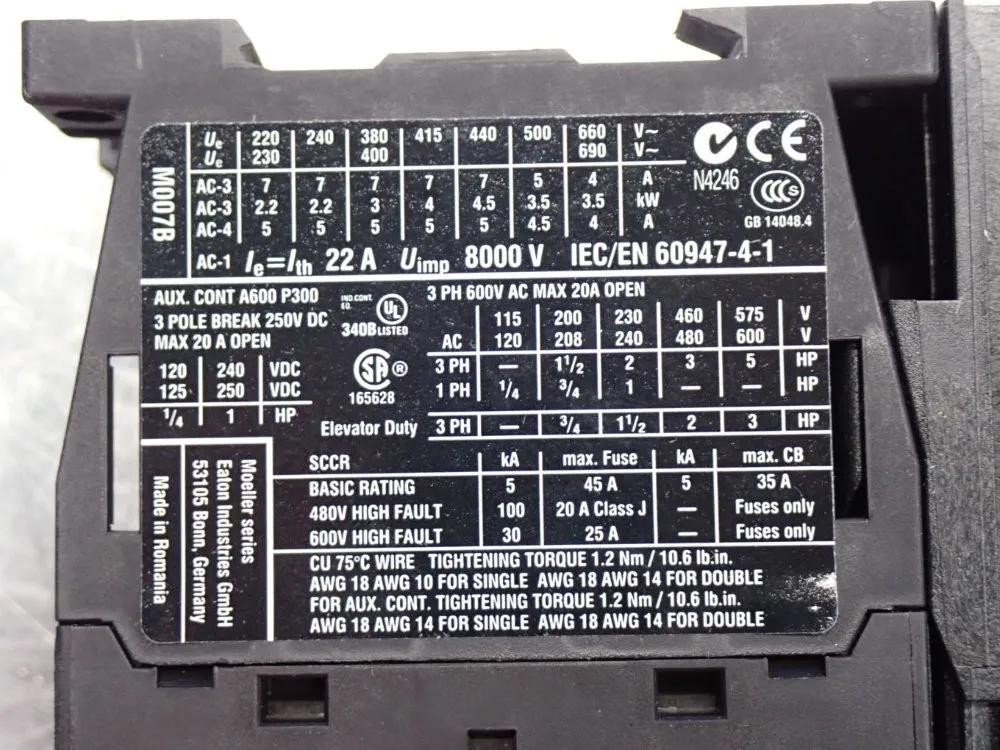 M007B
Ue 220 240 380 415 440 500 660 V~
Uc 230 400 690 V~
AC-3 7 7 7 7 7 5 4 A
AC-3 2.2 2.2 3 4 4.5 3.5 3.5 kW
AC-4 5 5 5 5 5 4.5 4 A
AC-1 Ie=Ith 22 A Uimp 8000 V IEC/EN 60947-4-1
CE
N4246
CCC S
GB 14048.4
AUX. CONT A600 P300
3 POLE BREAK 250V DC
MAX 20 A OPEN
120 240 VDC
125 250 VDC
1/4 1 HP
IND.CONT.
EQ.
UL
340B LISTED
SA ®
165628
3 PH 600V AC MAX 20A OPEN
115 200 230 460 575 V
AC 120 208 240 480 600 V
3 PH — 1 1/2 2 3 5 HP
1 PH 1/4 3/4 1 — — HP
Elevator Duty 3 PH — 3/4 1 1/2 2 3 HP
SCCR kA max. Fuse kA max. CB
BASIC RATING 5 45 A 5 35 A
480V HIGH FAULT 100 20 A Class J — Fuses only
600V HIGH FAULT 30 25 A — Fuses only
CU 75°C WIRE TIGHTENING TORQUE 1.2 Nm / 10.6 lb.in.
AWG 18 AWG 10 FOR SINGLE AWG 18 AWG 14 FOR DOUBLE
FOR AUX. CONT. TIGHTENING TORQUE 1.2 Nm / 10.6 lb.in.
AWG 18 AWG 14 FOR SINGLE AWG 18 AWG 14 FOR DOUBLE
Moeller series
Eaton Industries GmbH
53105 Bonn, Germany
Made in Romania